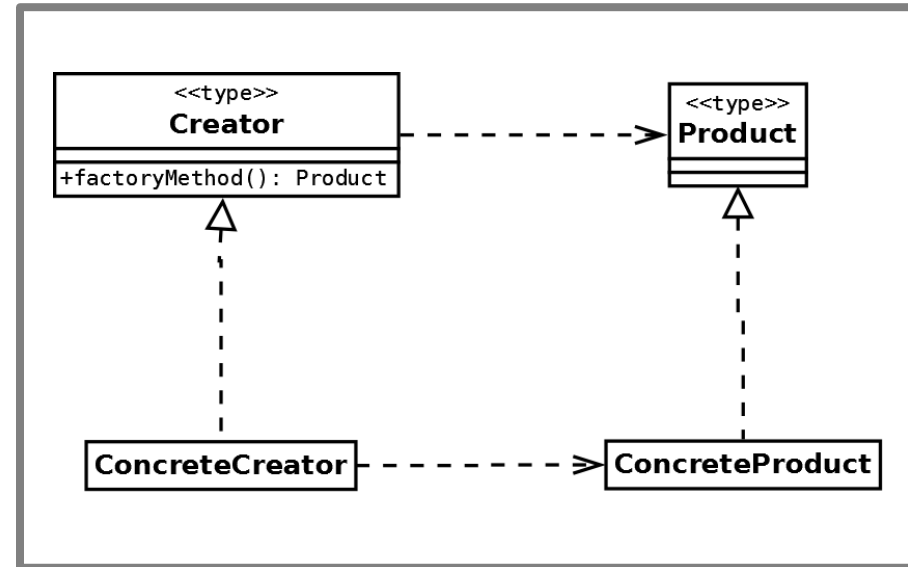 <<type>>
Creator
+factoryMethod(): Product
<<type>>
Product
ConcreteCreator
ConcreteProduct